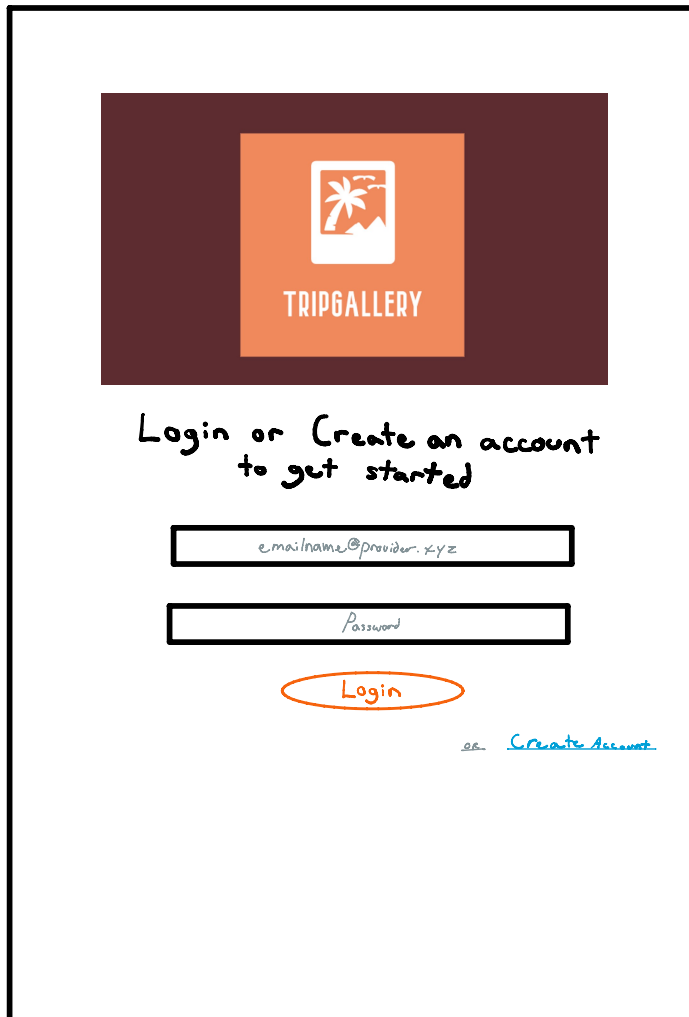 TRIPGALLERY
Login or Create an account
to get started
emailname@provider.xyz
Password
Login
OR Create Account